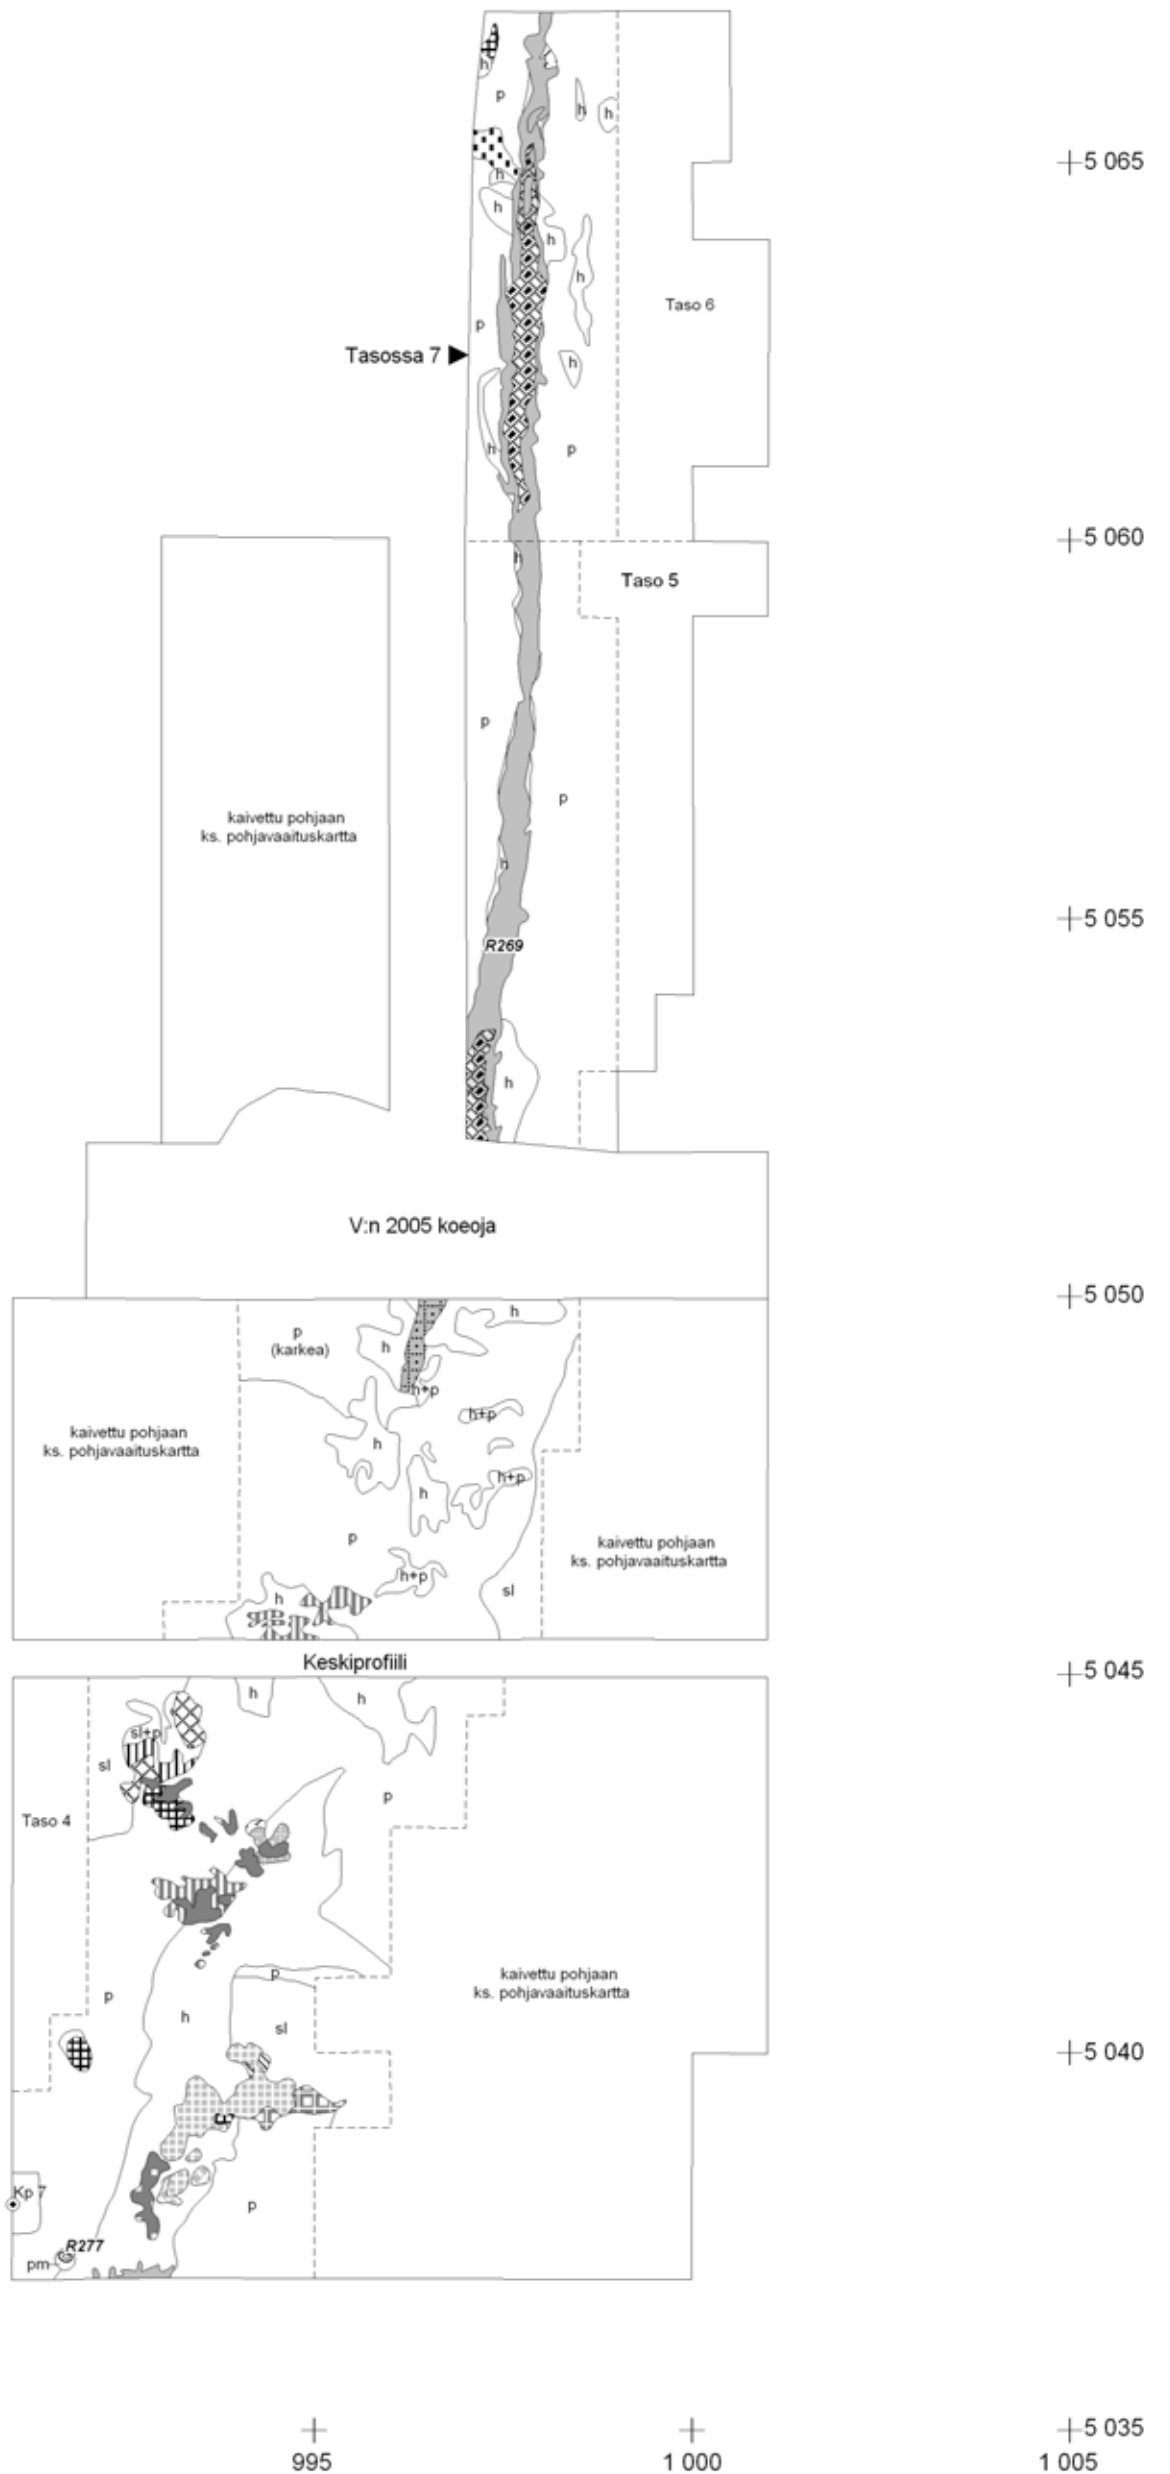 h
p
h
h
5 065
h
h
h
h
Taso 6
p
Tasossa 7
h
h
p
5 060
h
Taso 5
p
p
kaivettu pohjaan
ks. pohjavaaituskartta
h
5 055
R269
h
V:n 2005 koeoja
5 050
h
p
(karkea)
h
h+p
h+p
kaivettu pohjaan
ks. pohjavaaituskartta
h
h+p
h
p
kaivettu pohjaan
ks. pohjavaaituskartta
h+p
sl
h
Keskiprofiili
5 045
h
h
sl+p
sl
p
Taso 4
p
kaivettu pohjaan
ks. pohjavaaituskartta
p
h
sl
5 040
Kp 7
p
R277
pm
5 035
995
1 000
1 005